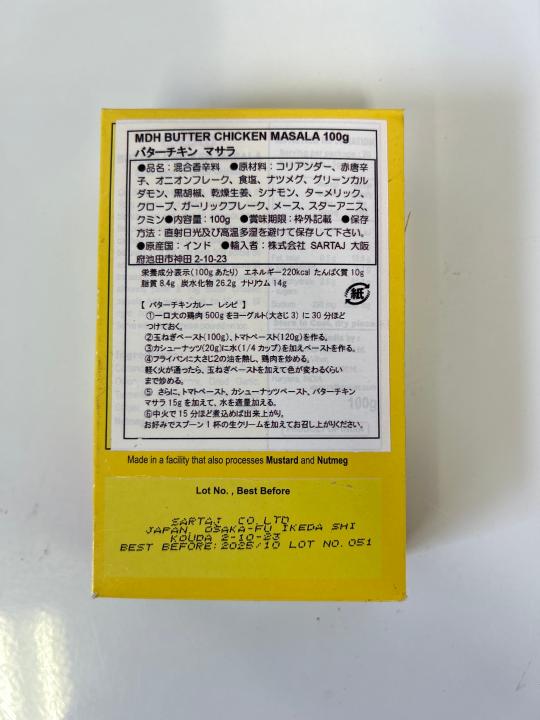 MDH BUTTER CHICKEN MASALA 100g
バターチキン マサラ
●品名：混合香辛料 ●原材料：コリアンダー、赤唐辛
子、オニオンフレーク、食塩、ナツメグ、グリーンカル
ダモン、黒胡椒、乾燥生姜、シナモン、ターメリック、
クローブ、ガーリックフレーク、メース、スターアニス、
クミン●内容量：100g ●賞味期限：枠外記載 ●保存
方法：直射日光及び高温多湿を避けて保存して下さい。
●原産国：インド ●輸入者：株式会社 SARTAJ 大阪
府池田市神田 2-10-23
栄養成分表示（100g あたり） エネルギー220kcal たんぱく質 10g
脂質 8.4g 炭水化物 26.2g ナトリウム 14g
紙
【 バターチキンカレー レシピ 】
①一口大の鶏肉 500g をヨーグルト（大さじ 3）に 30 分ほど
つけておく。
②玉ねぎペースト（100g）、トマトペースト（120g）を作る。
③カシューナッツ（20g）に水（1/4 カップ）を加えペーストを作る。
④フライパンに大さじ2の油を熱し、鶏肉を炒める。
軽く火が通ったら、玉ねぎペーストを加えて色が変わるくらい
まで炒める。
⑤ さらに、トマトペースト、カシューナッツペースト、バターチキン
マサラ 15g を加えて、水を適量加える。
⑥中火で 15 分ほど煮込めば出来上がり。
お好みでスプーン 1 杯の生クリームを加えてお召し上がりください。
Made in a facility that also processes Mustard and Nutmeg
Lot No. , Best Before
SARTAJ CO LTD
JAPAN, OSAKA-FU IKEDA SHI
KOUDA 2-10-23
BEST BEFORE: 2026/10 LOT NO. 051